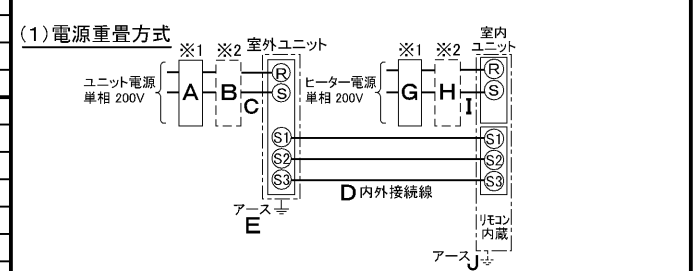 (1)電源重畳方式
※1 ※2 室外ユニット
ユニット電源
単相 200V
A B C
R
S
S1
S2
S3
アース
E
※1 ※2 室内
ユニット
ヒーター電源
単相 200V
G H I
R
S
S1
S2
S3
D 内外接続線
リモコン
内蔵
アース J